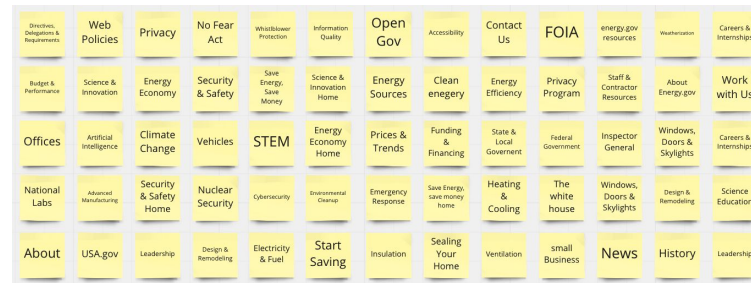 Directives,
Delegations &
Requirements
Web
Policies
Privacy
No Fear
Act
Whistlblower
Protection
Information
Quality
Open
Gov
Accessibility
Contact
Us
FOIA
energy.gov
resources
Weatherization
Careers &
Internships
Budget &
Performance
Science &
Innovation
Energy
Economy
Security
& Safety
Save
Energy,
Save
Money
Science &
Innovation
Home
Energy
Sources
Clean
enegery
Energy
Efficiency
Privacy
Program
Staff &
Contractor
Resources
About
Energy.gov
Work
with Us
Offices
Artificial
Intelligence
Climate
Change
Vehicles
STEM
Energy
Economy
Home
Prices &
Trends
Funding
&
Financing
State &
Local
Governent
Federal
Government
Inspector
General
Windows,
Doors &
Skylights
Careers &
Internships
National
Labs
Advanced
Manufacturing
Security
& Safety
Home
Nuclear
Security
Cybersecurity
Environmental
Cleanup
Emergency
Response
Save Energy,
save money
home
Heating
&
Cooling
The
white
house
Windows,
Doors &
Skylights
Design &
Remodeling
Science
Education
About
USA.gov
Leadership
Design &
Remodeling
Electricity
& Fuel
Start
Saving
Insulation
Sealing
Your
Home
Ventilation
small
Business
News
History
Leadership